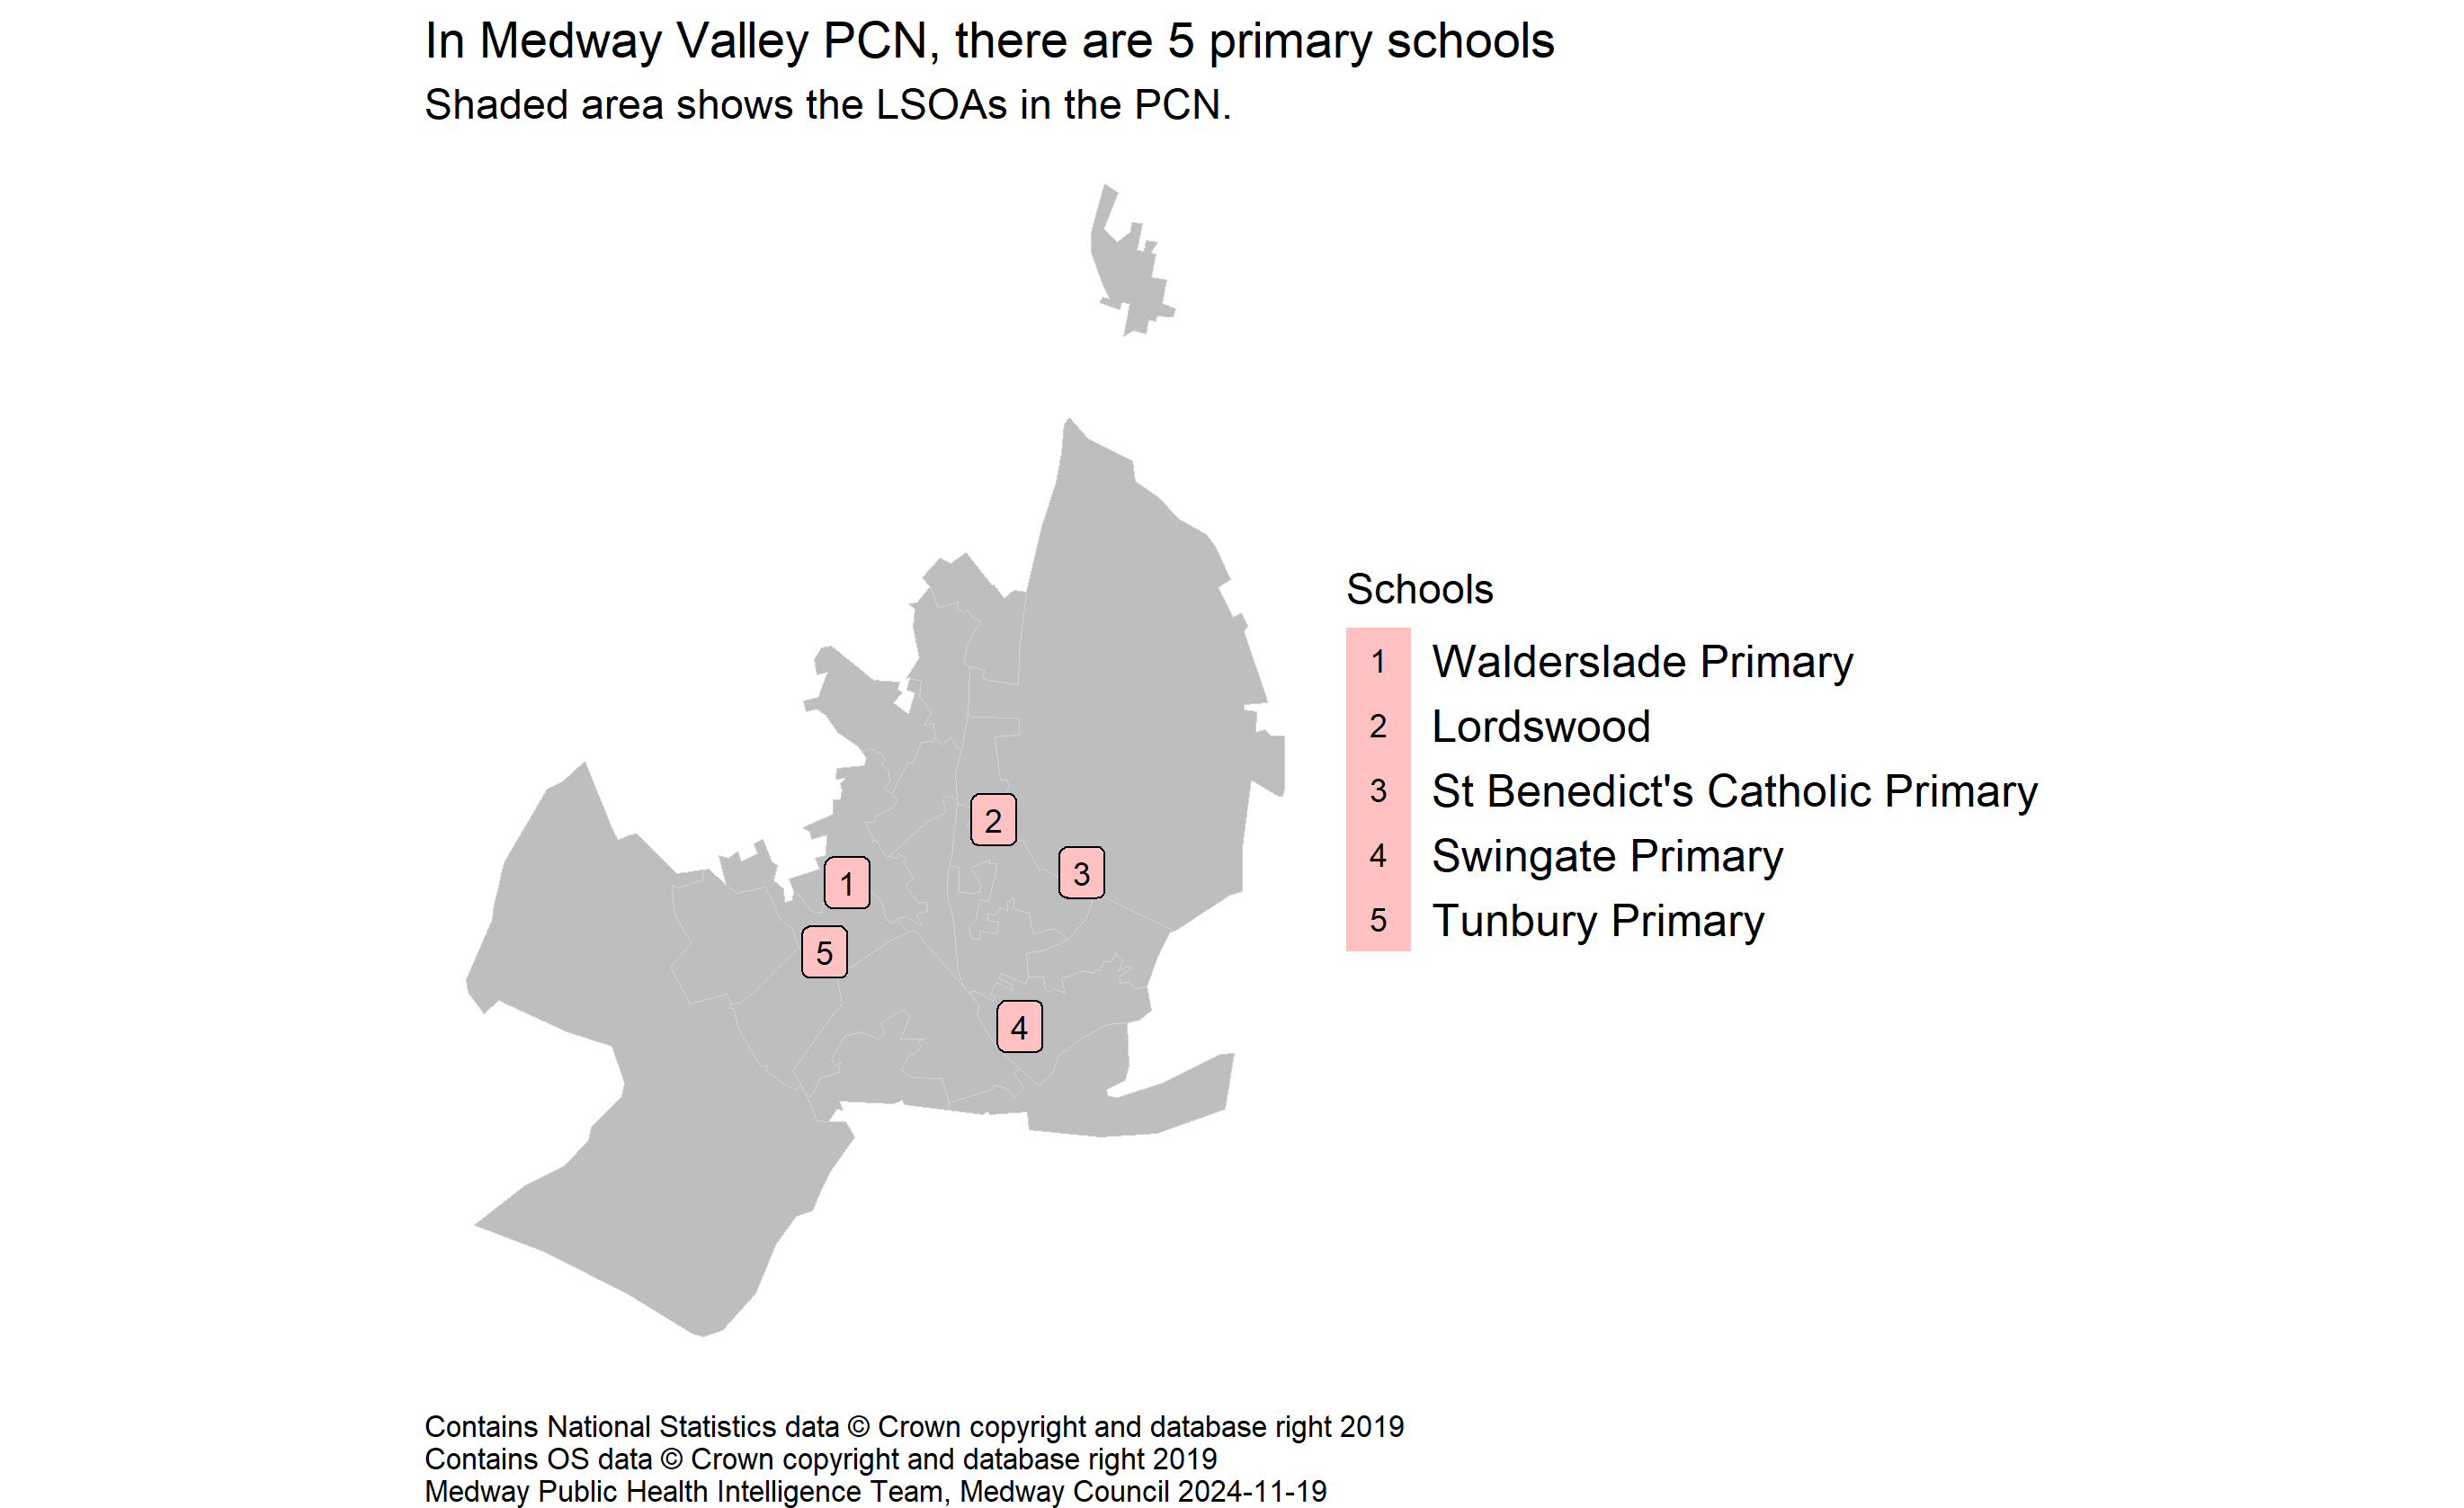 In Medway Valley PCN, there are 5 primary schools
Shaded area shows the LSOAs in the PCN.
2
3
1
5
4
Schools
1 Walderslade Primary
2 Lordswood
3 St Benedict's Catholic Primary
4 Swingate Primary
5 Tunbury Primary
Contains National Statistics data © Crown copyright and database right 2019
Contains OS data © Crown copyright and database right 2019
Medway Public Health Intelligence Team, Medway Council 2024-11-19